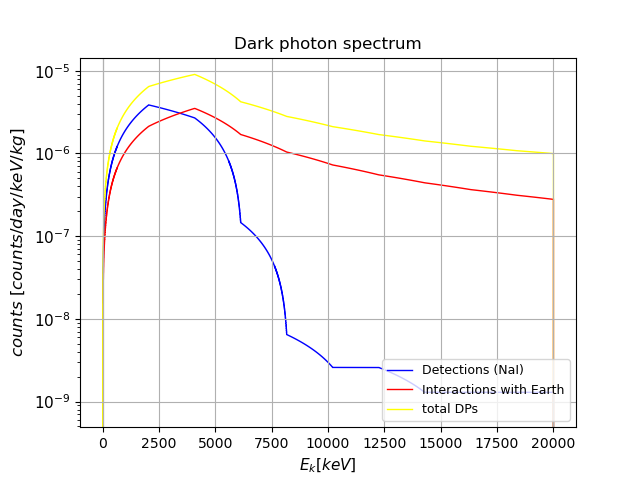 Dark photon spectrum
counts [counts/day/keV/kg]
10⁻⁵
10⁻⁶
10⁻⁷
10⁻⁸
10⁻⁹
Detections (NaI)
Interactions with Earth
total DPs
0 2500 5000 7500 10000 12500 15000 17500 20000
E_k[keV]